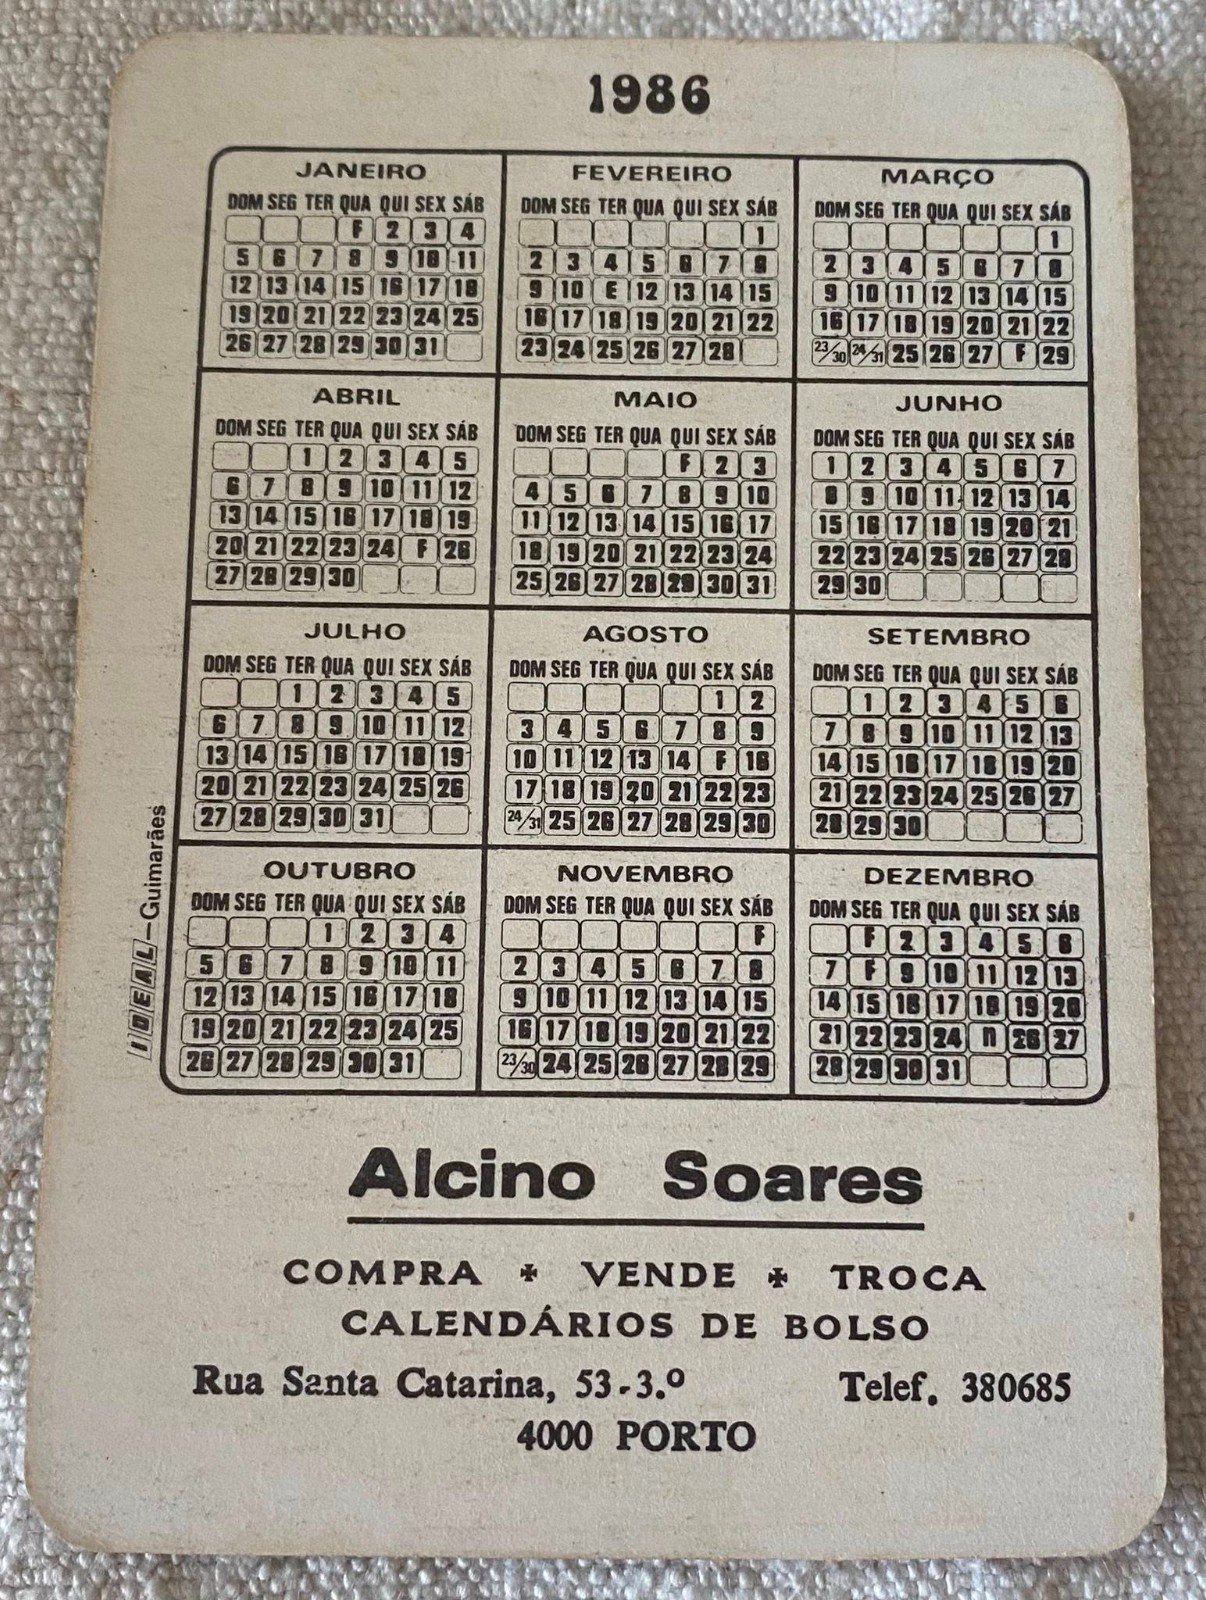 1986
JANEIRO
DOM SEG TER QUA QUI SEX SÁB
F 2 3 4
5 6 7 8 9 10 11
12 13 14 15 16 17 18
19 20 21 22 23 24 25
26 27 28 29 30 31
FEVEREIRO
DOM SEG TER QUA QUI SEX SÁB
1
2 3 4 5 6 7 8
9 10 E 12 13 14 15
16 17 18 19 20 21 22
23 24 25 26 27 28
MARÇO
DOM SEG TER QUA QUI SEX SÁB
1
2 3 4 5 6 7 8
9 10 11 12 13 14 15
16 17 18 19 20 21 22
23/30 24/31 25 26 27 F 29
ABRIL
DOM SEG TER QUA QUI SEX SÁB
1 2 3 4 5
6 7 8 9 10 11 12
13 14 15 16 17 18 19
20 21 22 23 24 F 26
27 28 29 30
MAIO
DOM SEG TER QUA QUI SEX SÁB
F 2 3
4 5 6 7 8 9 10
11 12 13 14 15 16 17
18 19 20 21 22 23 24
25 26 27 28 29 30 31
JUNHO
DOM SEG TER QUA QUI SEX SÁB
1 2 3 4 5 6 7
8 9 10 11 12 13 14
15 16 17 18 19 20 21
22 23 24 25 26 27 28
29 30
JULHO
DOM SEG TER QUA QUI SEX SÁB
1 2 3 4 5
6 7 8 9 10 11 12
13 14 15 16 17 18 19
20 21 22 23 24 25 26
27 28 29 30 31
AGOSTO
DOM SEG TER QUA QUI SEX SÁB
1 2
3 4 5 6 7 8 9
10 11 12 13 14 F 16
17 18 19 20 21 22 23
24/31 25 26 27 28 29 30
SETEMBRO
DOM SEG TER QUA QUI SEX SÁB
1 2 3 4 5 6
7 8 9 10 11 12 13
14 15 16 17 18 19 20
21 22 23 24 25 26 27
28 29 30
OUTUBRO
DOM SEG TER QUA QUI SEX SÁB
1 2 3 4
5 6 7 8 9 10 11
12 13 14 15 16 17 18
19 20 21 22 23 24 25
26 27 28 29 30 31
NOVEMBRO
DOM SEG TER QUA QUI SEX SÁB
F
2 3 4 5 6 7 8
9 10 11 12 13 14 15
16 17 18 19 20 21 22
23/30 24 25 26 27 28 29
DEZEMBRO
DOM SEG TER QUA QUI SEX SÁB
F 2 3 4 5 6
7 F 9 10 11 12 13
14 15 16 17 18 19 20
21 22 23 24 N 26 27
28 29 30 31
IDEAL—Guimarães
Alcino Soares
COMPRA ✠ VENDE ✠ TROCA
CALENDÁRIOS DE BOLSO
Rua Santa Catarina, 53-3.º Telef. 380685
4000 PORTO